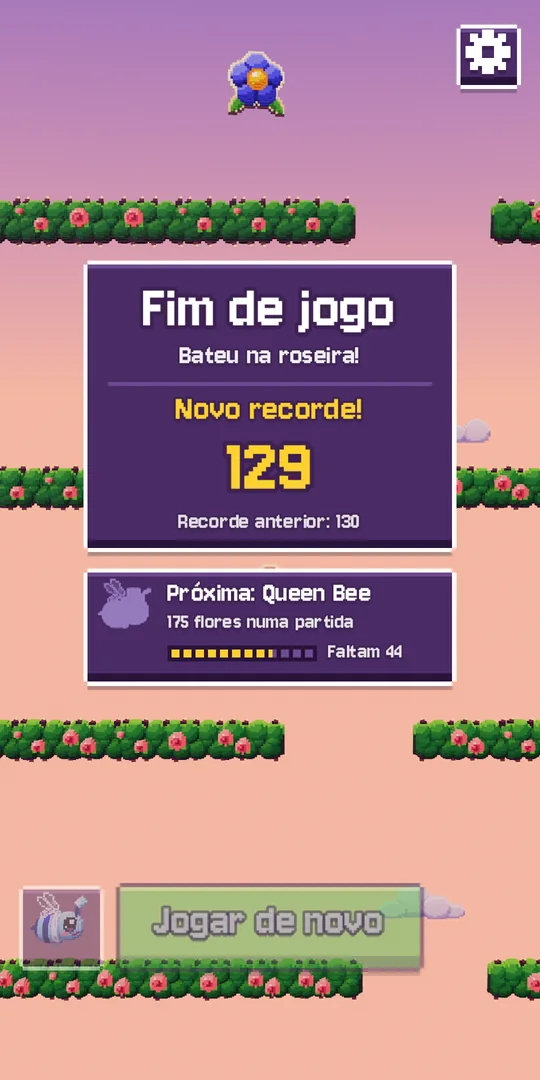 Fim de jogo
Bateu na roseira!
Novo recorde!
129
Recorde anterior: 130
Próxima: Queen Bee
175 flores numa partida
Faltam 44
Jogar de novo